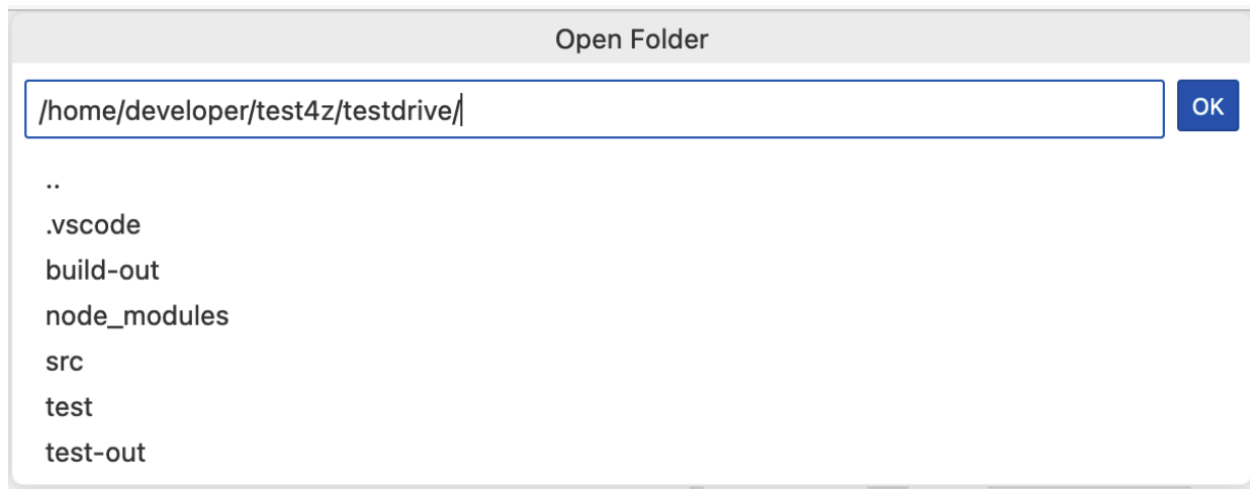 Open Folder
/home/developer/test4z/testdrive/
OK
..
.vscode
build-out
node_modules
src
test
test-out